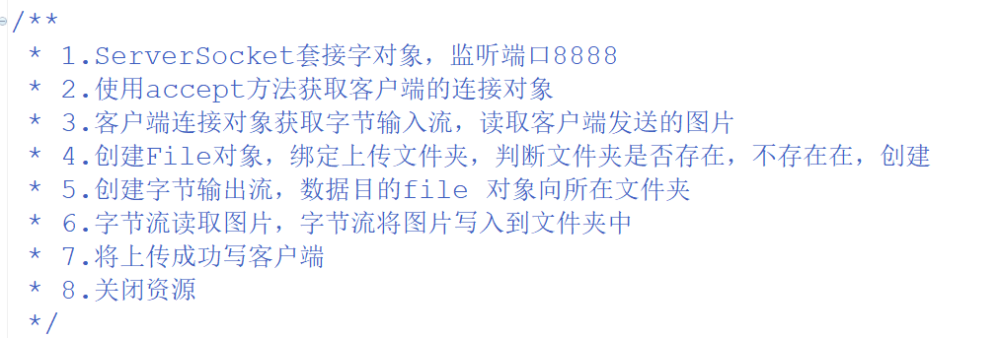 /**
* 1.ServerSocket套接字对象，监听端口8888
* 2.使用accept方法获取客户端的连接对象
* 3.客户端连接对象获取字节输入流，读取客户端发送的图片
* 4.创建File对象，绑定上传文件夹，判断文件夹是否存在，不存在在，创建
* 5.创建字节输出流，数据目的file 对象向所在文件夹
* 6.字节流读取图片，字节流将图片写入到文件夹中
* 7.将上传成功写客户端
* 8.关闭资源
*/